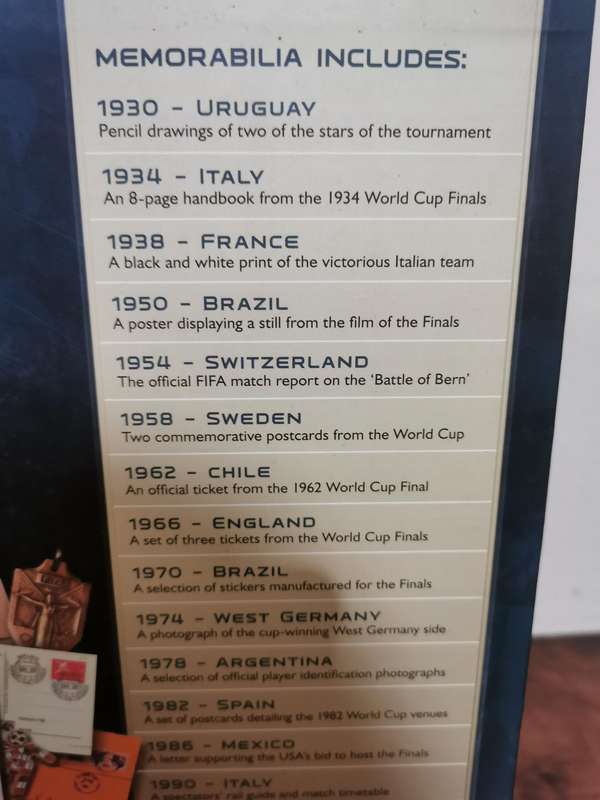 MEMORABILIA INCLUDES:
1930 – URUGUAY
Pencil drawings of two of the stars of the tournament
1934 – ITALY
An 8-page handbook from the 1934 World Cup Finals
1938 – FRANCE
A black and white print of the victorious Italian team
1950 – BRAZIL
A poster displaying a still from the film of the Finals
1954 – SWITZERLAND
The official FIFA match report on the ‘Battle of Bern’
1958 – SWEDEN
Two commemorative postcards from the World Cup
1962 – CHILE
An official ticket from the 1962 World Cup Final
1966 – ENGLAND
A set of three tickets from the World Cup Finals
1970 – BRAZIL
A selection of stickers manufactured for the Finals
1974 – WEST GERMANY
A photograph of the cup-winning West Germany side
1978 – ARGENTINA
A selection of official player identification photographs
1982 – SPAIN
A set of postcards detailing the 1982 World Cup venues
1986 – MEXICO
A letter supporting the USA's bid to host the Finals
1990 – ITALY
A spectators' rail guide and match timetable